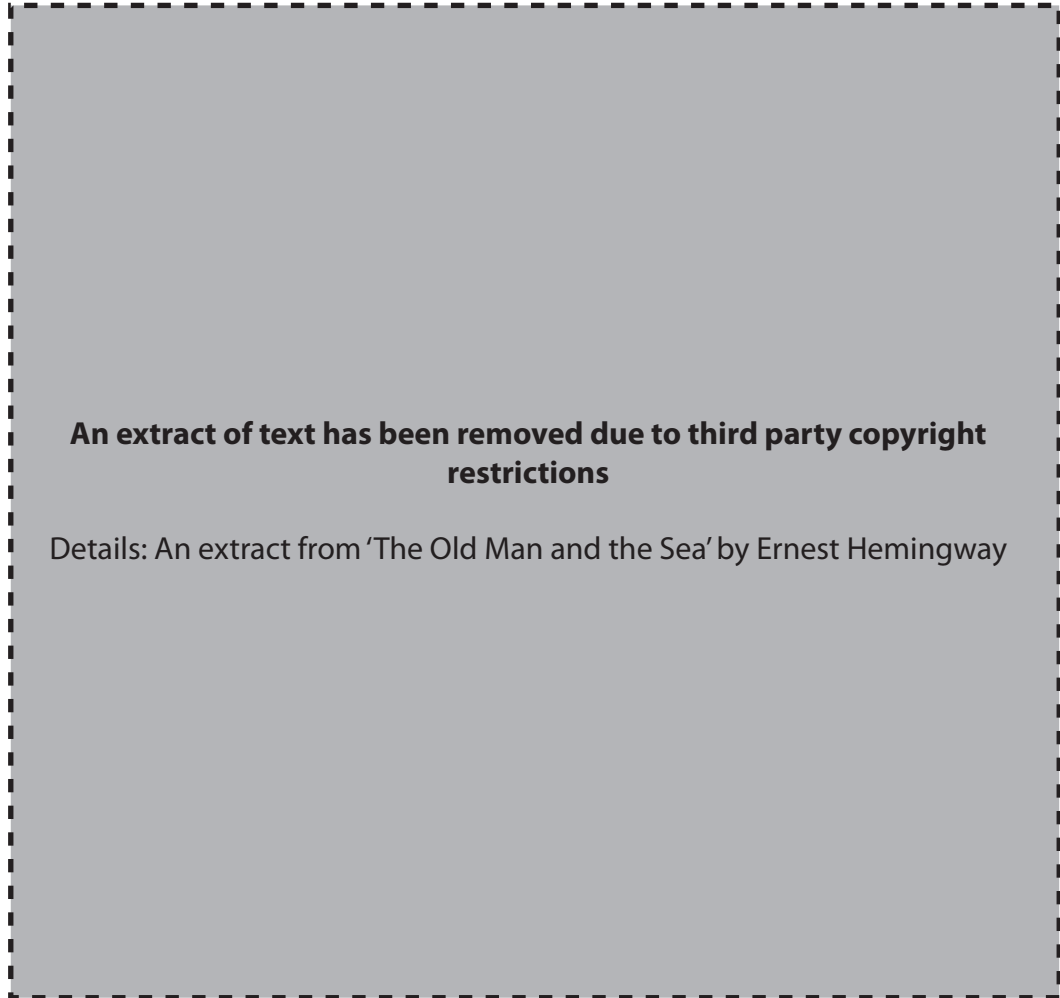 An extract of text has been removed due to third party copyright
restrictions
Details: An extract from ‘The Old Man and the Sea’ by Ernest Hemingway